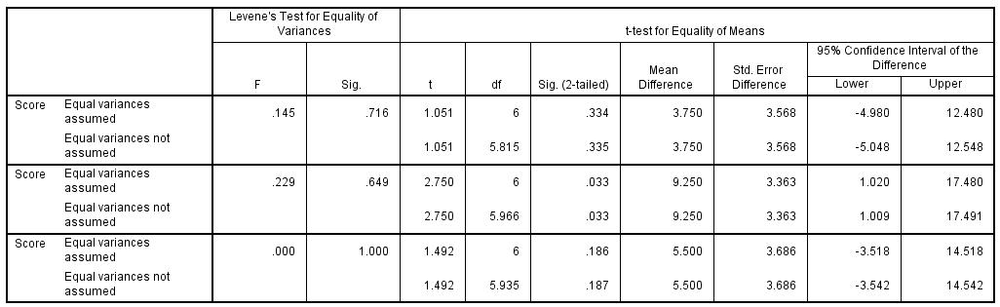 Levene's Test for Equality of
Variances
t-test for Equality of Means
F
Sig.
t
df
Sig. (2-tailed)
Mean
Difference
Std. Error
Difference
95% Confidence Interval of the
Difference
Lower
Upper
Score Equal variances
assumed
.145 .716 1.051 6 .334 3.750 3.568 -4.980 12.480
Equal variances not
assumed
1.051 5.815 .335 3.750 3.568 -5.048 12.548
Score Equal variances
assumed
.229 .649 2.750 6 .033 9.250 3.363 1.020 17.480
Equal variances not
assumed
2.750 5.966 .033 9.250 3.363 1.009 17.491
Score Equal variances
assumed
.000 1.000 1.492 6 .186 5.500 3.686 -3.518 14.518
Equal variances not
assumed
1.492 5.935 .187 5.500 3.686 -3.542 14.542